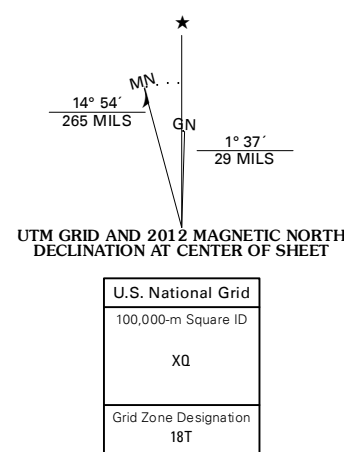 ★
MN
14° 54´
265 MILS
GN
1° 37´
29 MILS
UTM GRID AND 2012 MAGNETIC NORTH
DECLINATION AT CENTER OF SHEET
U.S. National Grid
100,000-m Square ID
XQ
Grid Zone Designation
18T